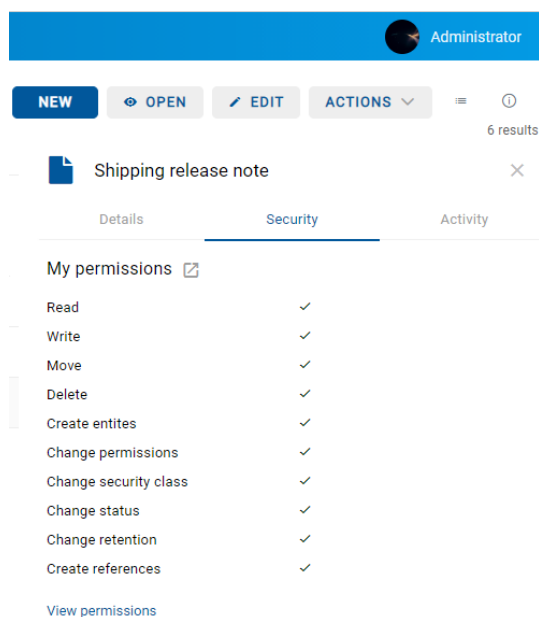 Administrator
NEW OPEN EDIT ACTIONS
6 results
Shipping release note
Details Security Activity
My permissions
Read
Write
Move
Delete
Create entites
Change permissions
Change security class
Change status
Change retention
Create references
View permissions